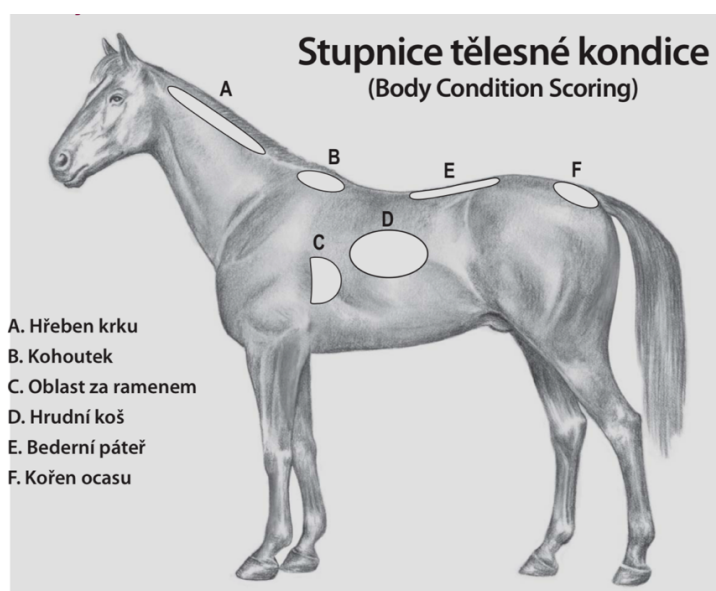 Stupnice tělesné kondice
(Body Condition Scoring)
A
B
E
F
D
C
A. Hřeben krku
B. Kohoutek
C. Oblast za ramenem
D. Hrudní koš
E. Bederní páteř
F. Kořen ocasu